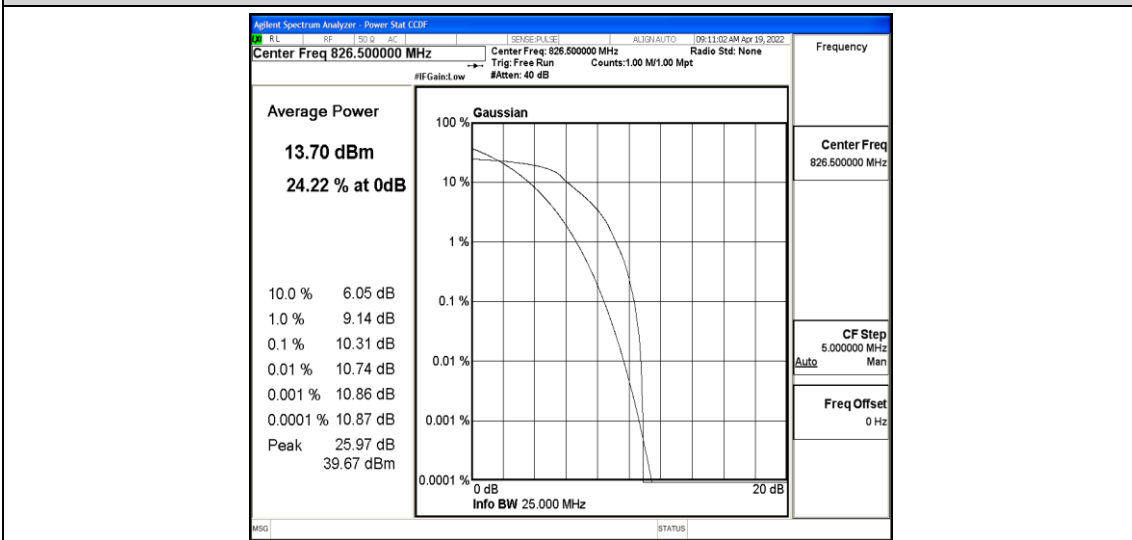 Agilent Spectrum Analyzer - Power Stat CCDF
RL RF 50 Ω AC SENSE:PULSE ALIGN AUTO 09:11:02 AM Apr 19, 2022
Center Freq 826.500000 MHz
Center Freq: 826.500000 MHz Radio Std: None
Trig: Free Run Counts:1.00 M/1.00 Mpt
#IFGain:Low #Atten: 40 dB
Frequency
Average Power
13.70 dBm
24.22 % at 0dB
10.0 % 6.05 dB
1.0 % 9.14 dB
0.1 % 10.31 dB
0.01 % 10.74 dB
0.001 % 10.86 dB
0.0001 % 10.87 dB
Peak 25.97 dB
39.67 dBm
Gaussian
100 %
10 %
1 %
0.1 %
0.01 %
0.001 %
0.0001 %
0 dB 20 dB
Info BW 25.000 MHz
Center Freq
826.500000 MHz
CF Step
5.000000 MHz
Auto Man
Freq Offset
0 Hz
MSG STATUS